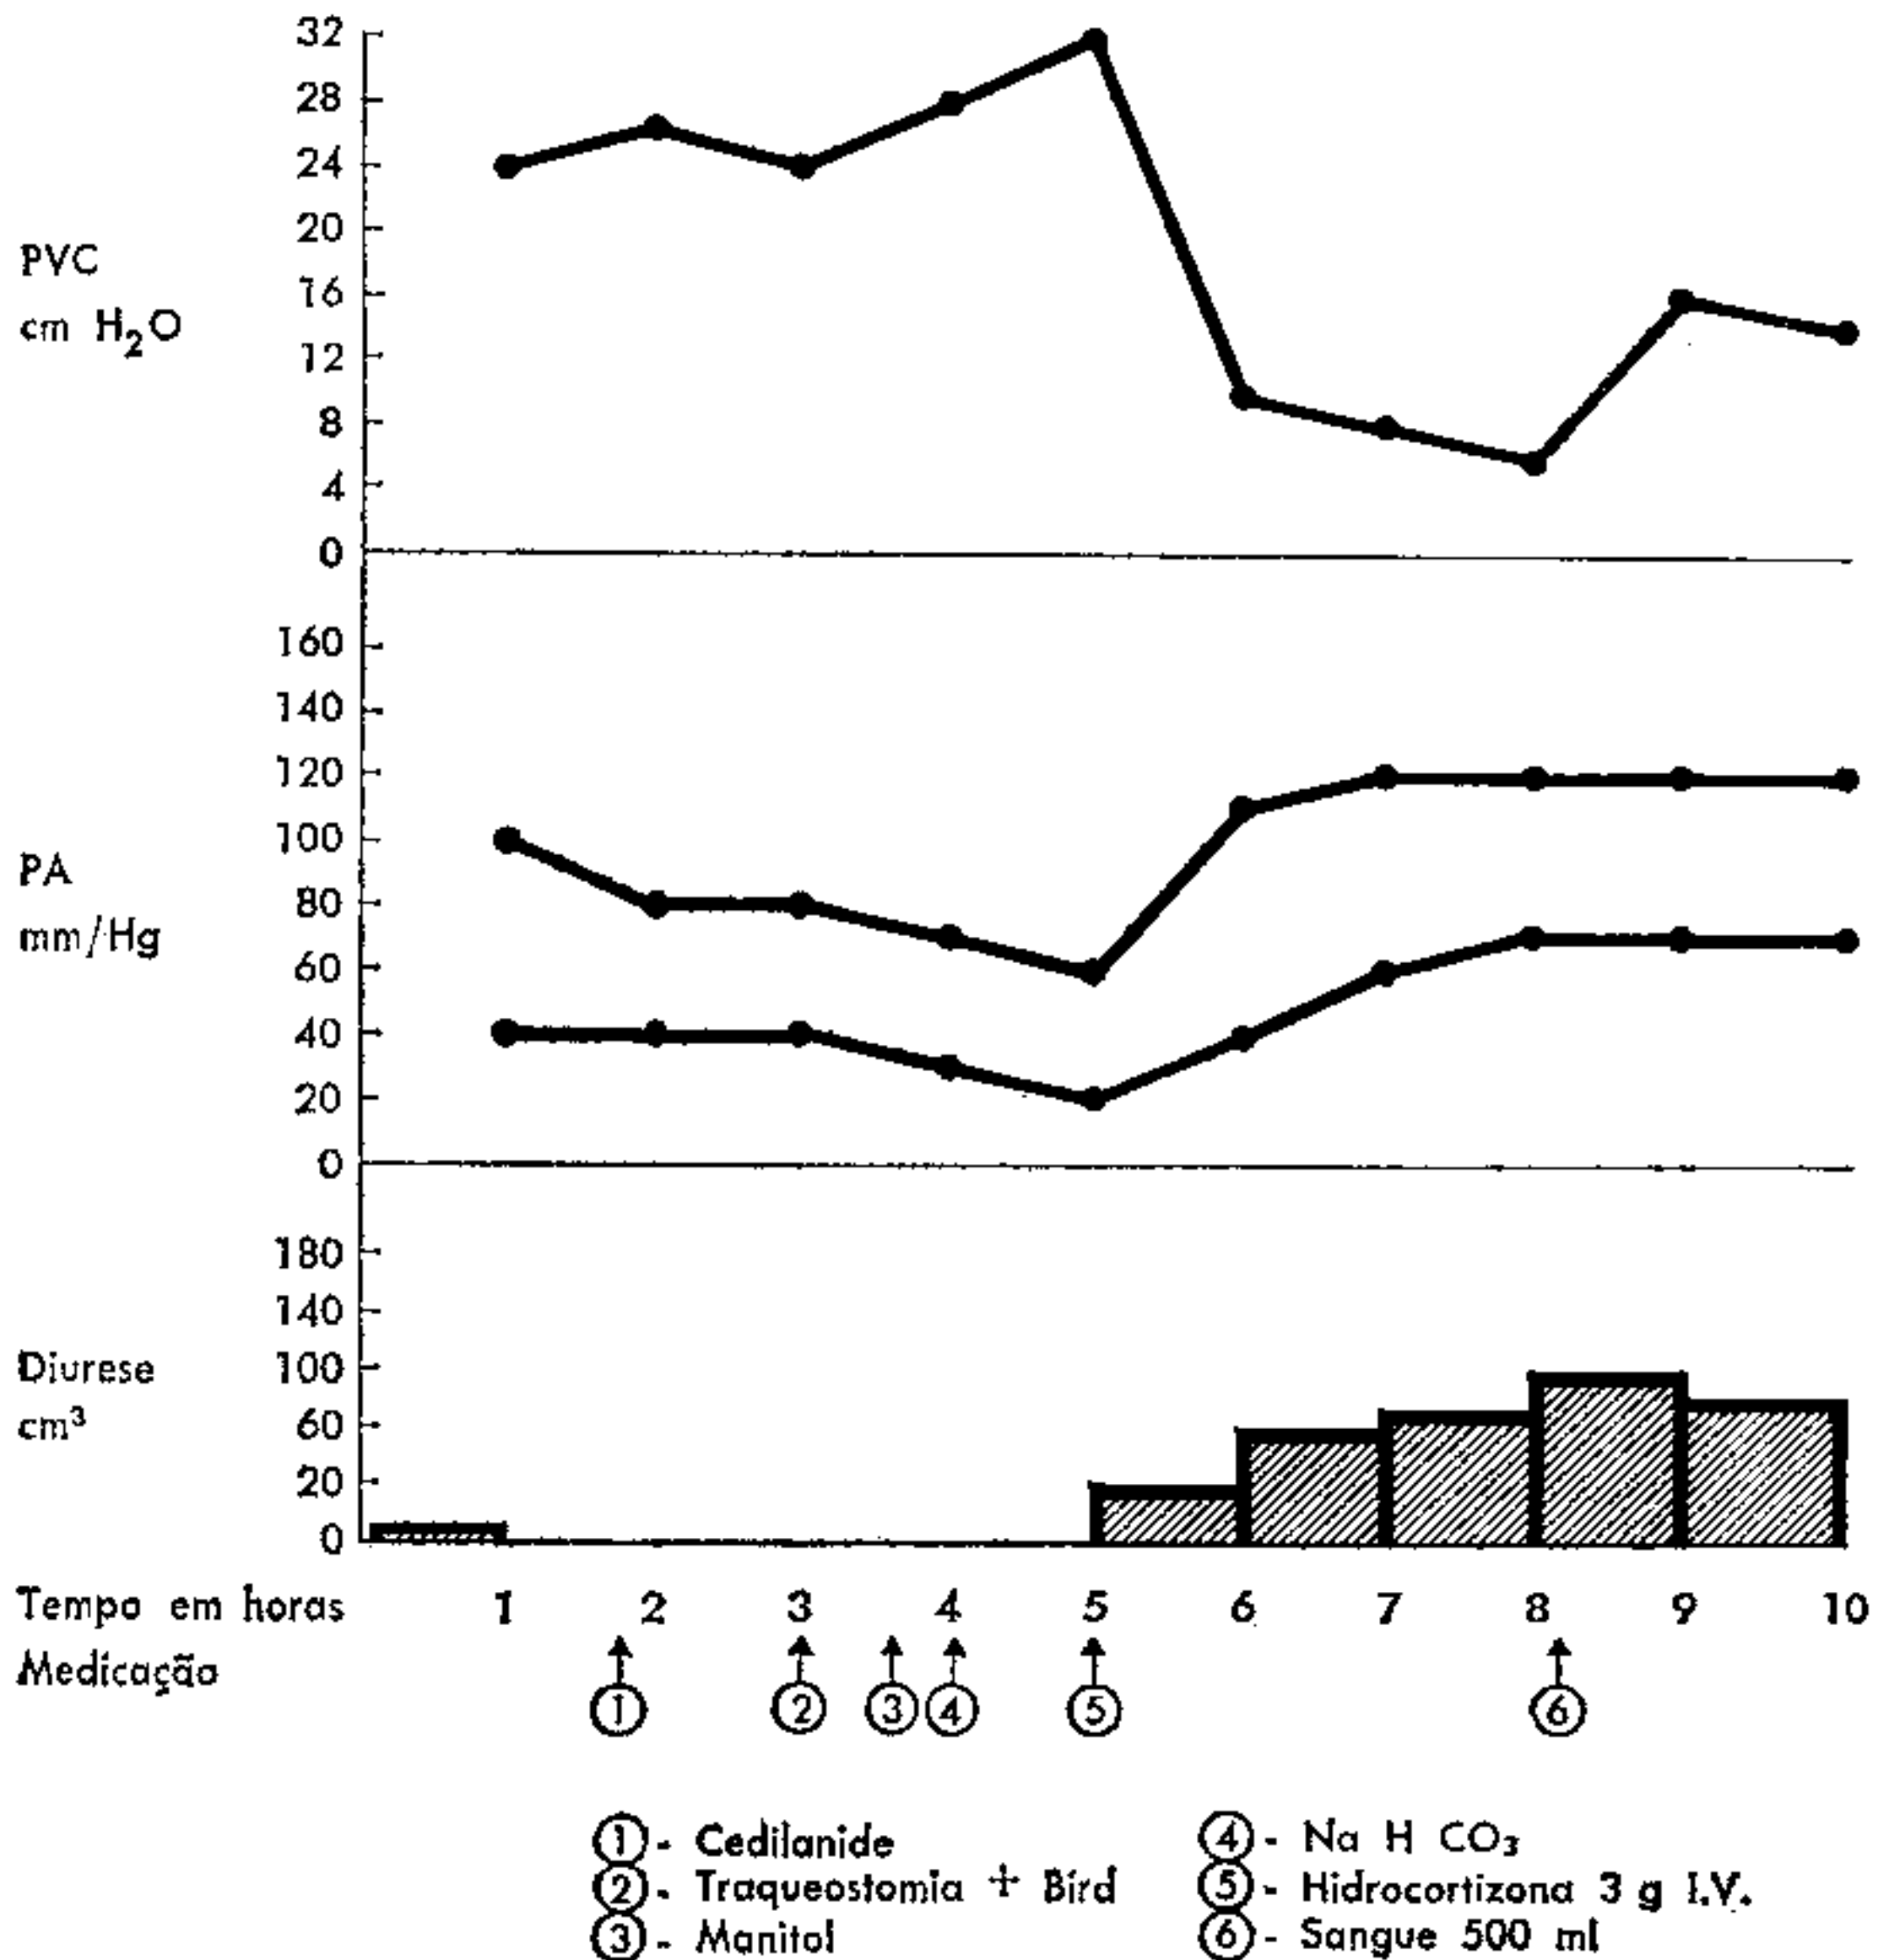 32
28
24
20
PVC
16
cm H₂O
12
8
4
0
160
140
120
100
PA
80
mm/Hg
60
40
20
0
180
140
Diurese
100
cm³
60
20
0
Tempo em horas 1 2 3 4 5 6 7 8 9 10
Medicação
① ② ③ ④ ⑤ ⑥
① - Cedilanide
② - Traqueostomia + Bird
③ - Manitol
④ - Na H CO₃
⑤ - Hidrocortizona 3 g I.V.
⑥ - Sangue 500 ml